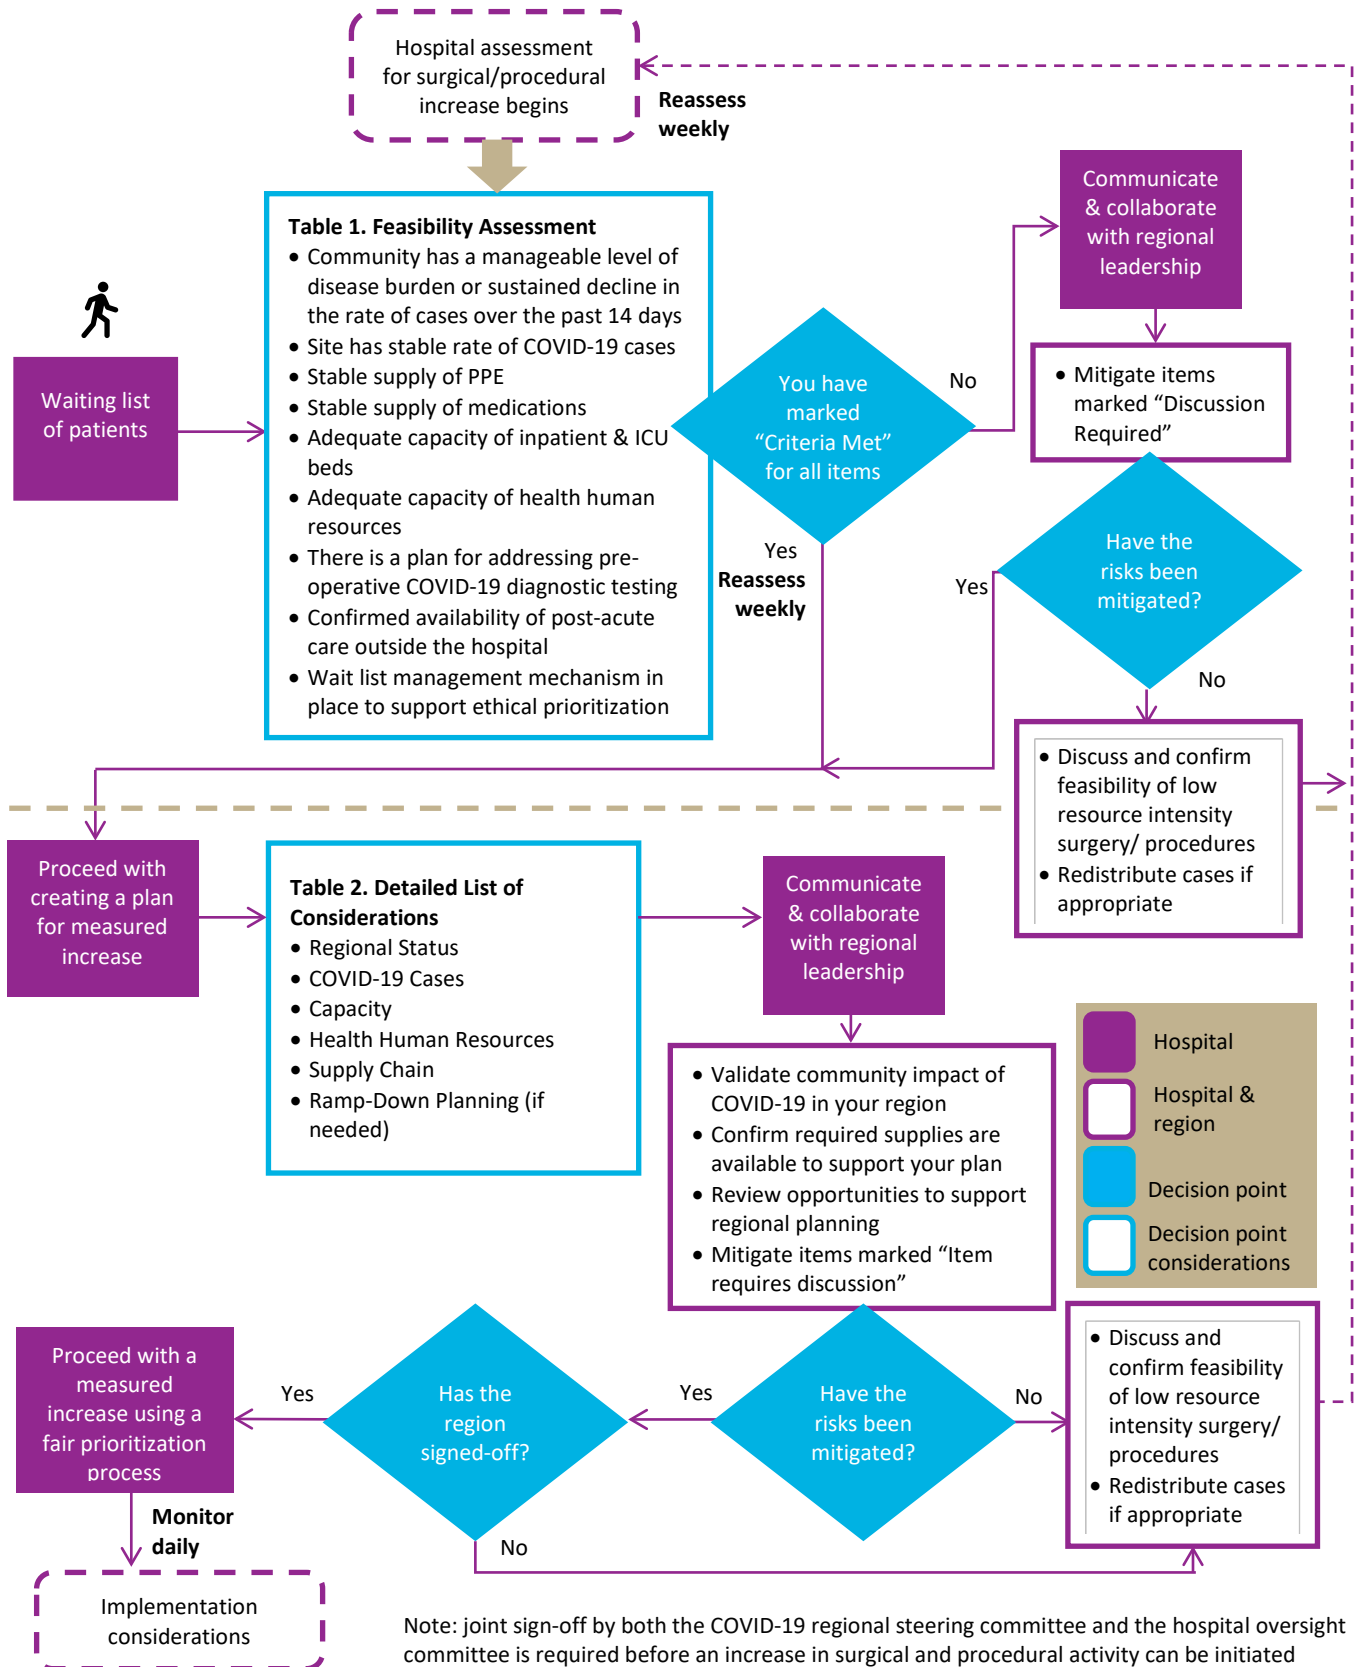 Hospital assessment
for surgical/procedural
increase begins
Reassess
weekly
Waiting list
of patients
Table 1. Feasibility Assessment
• Community has a manageable level of
disease burden or sustained decline in
the rate of cases over the past 14 days
• Site has stable rate of COVID-19 cases
• Stable supply of PPE
• Stable supply of medications
• Adequate capacity of inpatient & ICU
beds
• Adequate capacity of health human
resources
• There is a plan for addressing pre-
operative COVID-19 diagnostic testing
• Confirmed availability of post-acute
care outside the hospital
• Wait list management mechanism in
place to support ethical prioritization
You have
marked
“Criteria Met”
for all items
No
Yes
Reassess
weekly
Communicate
& collaborate
with regional
leadership
• Mitigate items
marked “Discussion
Required”
Have the
risks been
mitigated?
Yes
No
• Discuss and confirm
feasibility of low
resource intensity
surgery/ procedures
• Redistribute cases if
appropriate
Proceed with
creating a plan
for measured
increase
Table 2. Detailed List of
Considerations
• Regional Status
• COVID-19 Cases
• Capacity
• Health Human Resources
• Supply Chain
• Ramp-Down Planning (if
needed)
Communicate
& collaborate
with regional
leadership
• Validate community impact of
COVID-19 in your region
• Confirm required supplies are
available to support your plan
• Review opportunities to support
regional planning
• Mitigate items marked “Item
requires discussion”
Hospital
Hospital &
region
Decision point
Decision point
considerations
Have the
risks been
mitigated?
No
Yes
• Discuss and
confirm feasibility
of low resource
intensity surgery/
procedures
• Redistribute cases
if appropriate
Has the
region
signed-off?
Yes
No
Proceed with a
measured
increase using a
fair prioritization
process
Monitor
daily
Implementation
considerations
Note: joint sign-off by both the COVID-19 regional steering committee and the hospital oversight
committee is required before an increase in surgical and procedural activity can be initiated